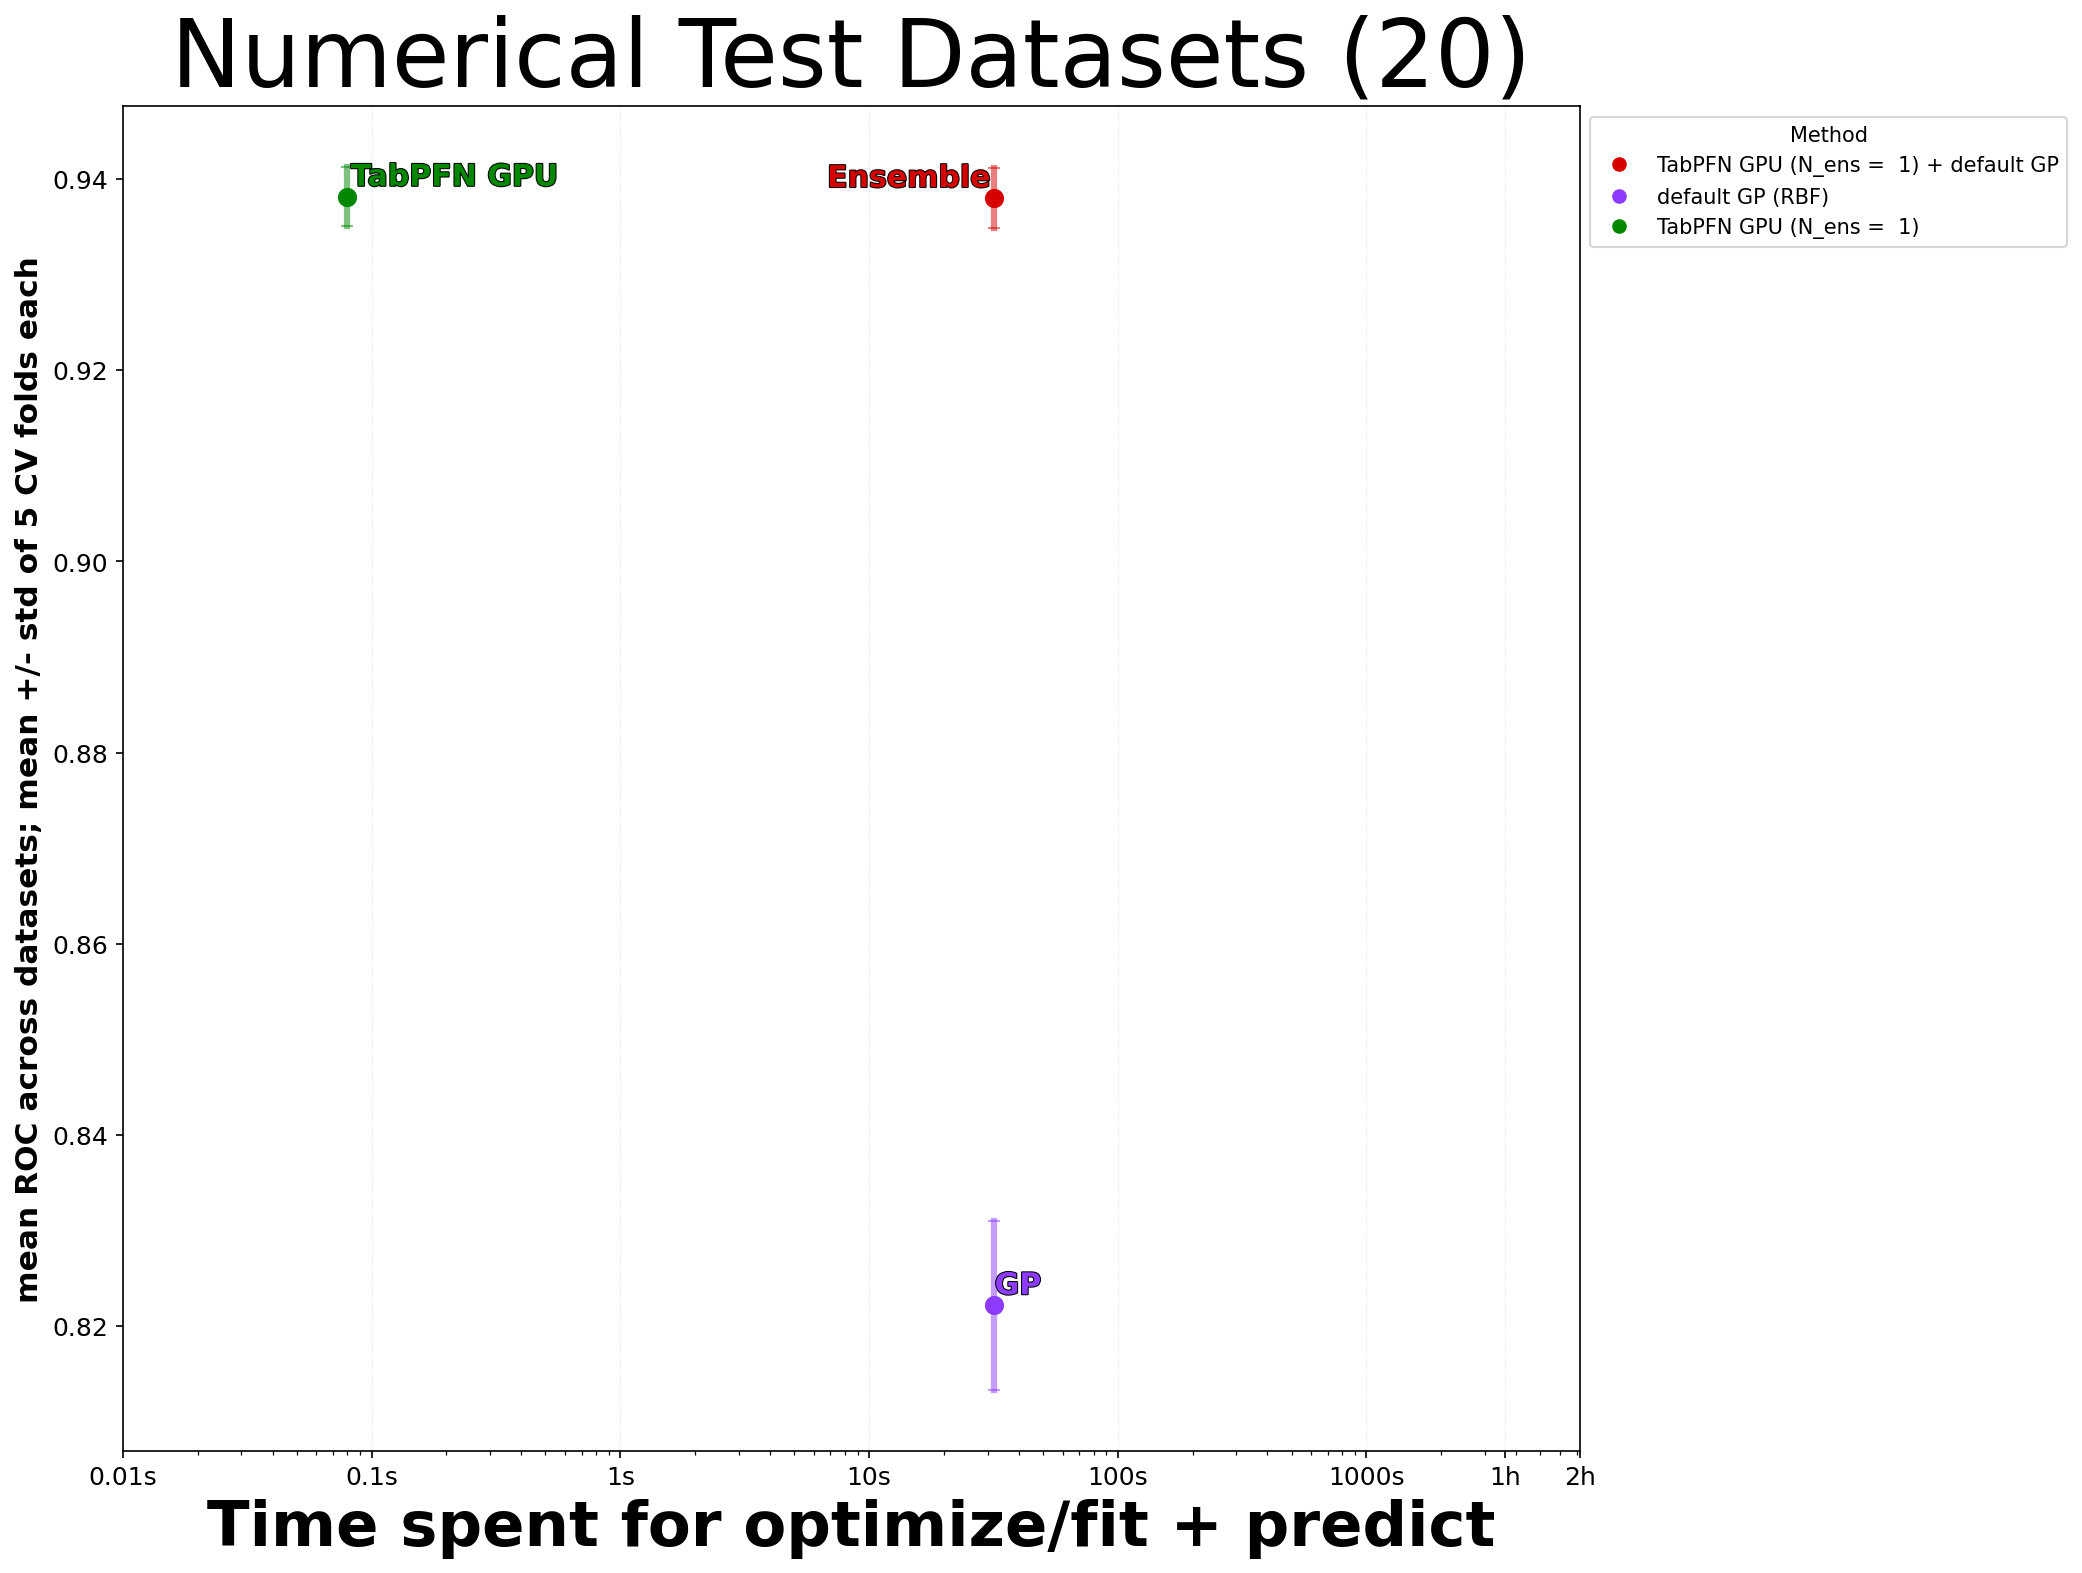 Numerical Test Datasets (20)
mean ROC across datasets; mean +/- std of 5 CV folds each
0.94
0.92
0.90
0.88
0.86
0.84
0.82
TabPFN GPU
Ensemble
GP
0.01s
0.1s
1s
10s
100s
1000s
1h
2h
Time spent for optimize/fit + predict
Method
TabPFN GPU (N_ens =  1) + default GP
default GP (RBF)
TabPFN GPU (N_ens =  1)